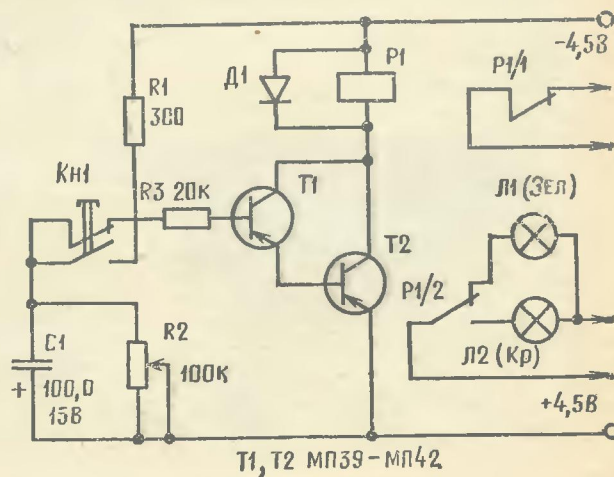 -4,5В
Р1
Д1
Р1/1
R1
300
Кн1
R3 20к
Т1
Л1 (Зел)
Т2
Р1/2
C1
R2
Л2 (Кр)
+ 100,0
15В
100к
+4,5В
Т1, Т2 МП39-МП42